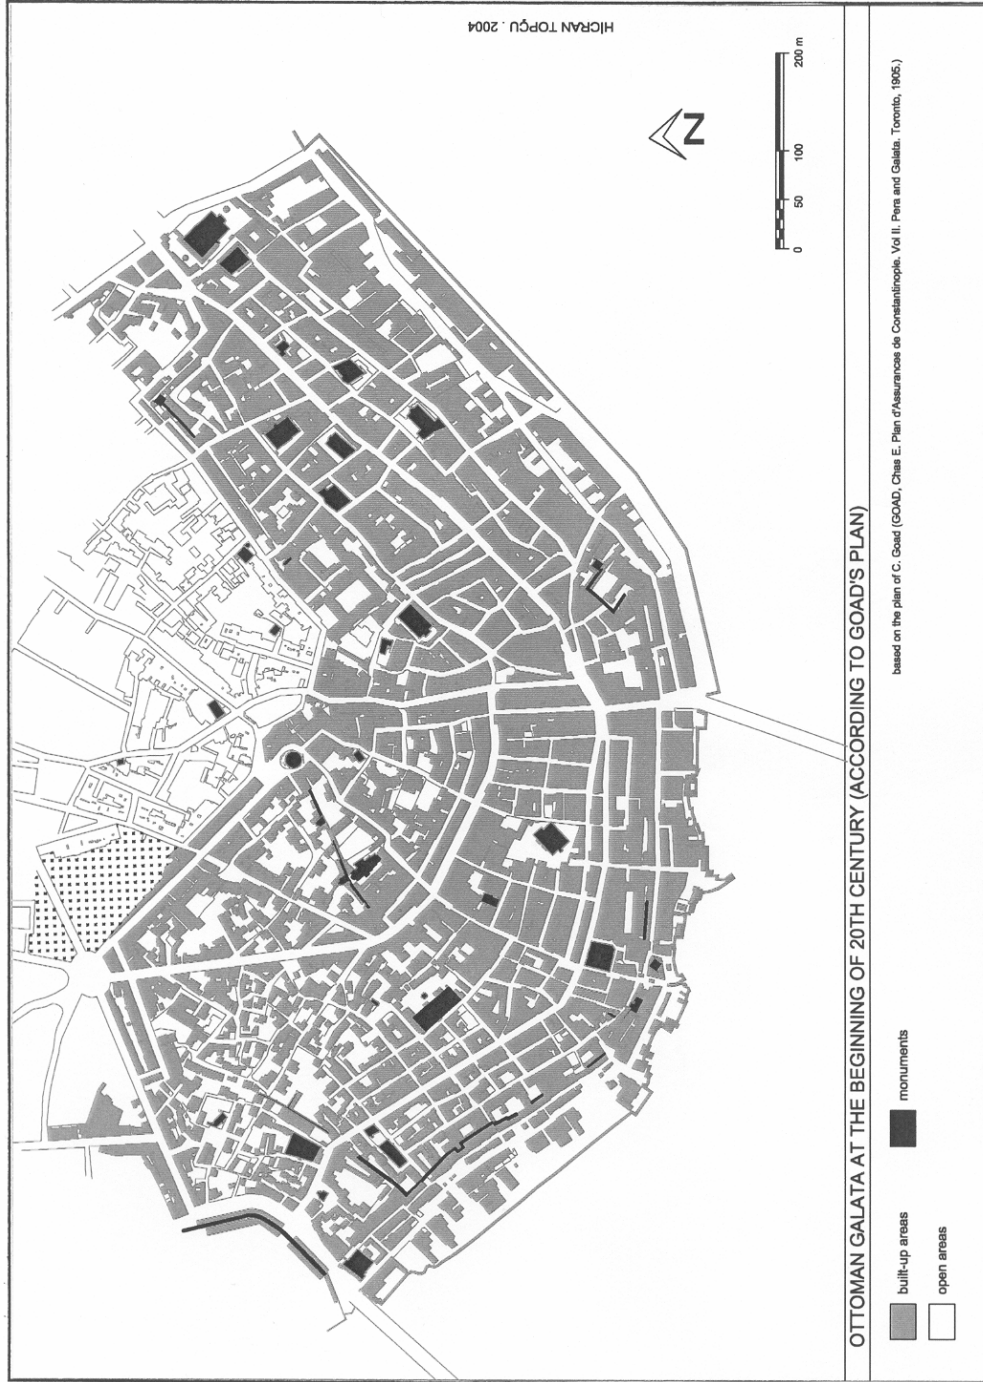 HİCRAN TOPÇU . 2004
N
0 50 100 200 m
OTTOMAN GALATA AT THE BEGINNING OF 20TH CENTURY (ACCORDING TO GOAD'S PLAN)
built-up areas
monuments
open areas
based on the plan of C. Goad (GOAD, Chas E. Plan d'Assurances de Constantinople. Vol II. Pera and Galata. Toronto, 1905.)